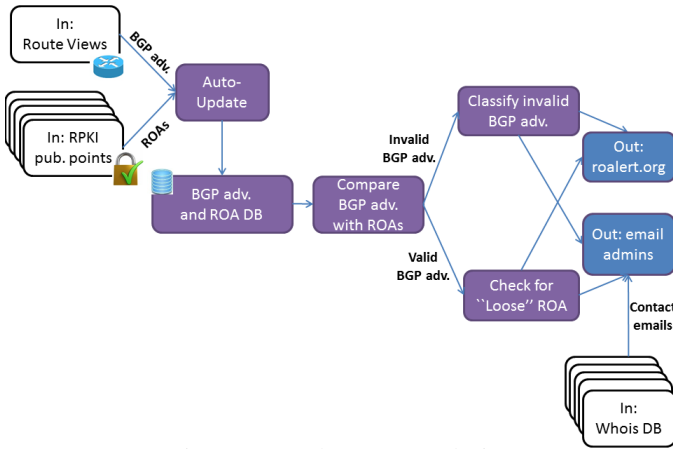 In:
Route Views
BGP adv.
Auto-
Update
In: RPKI
pub. points
ROAs
BGP adv.
and ROA DB
Compare
BGP adv.
with ROAs
Invalid
BGP adv.
Classify invalid
BGP adv.
Out:
roalert.org
Out: email
admins
Valid
BGP adv.
Check for
``Loose'' ROA
Contact
emails
In:
Whois DB